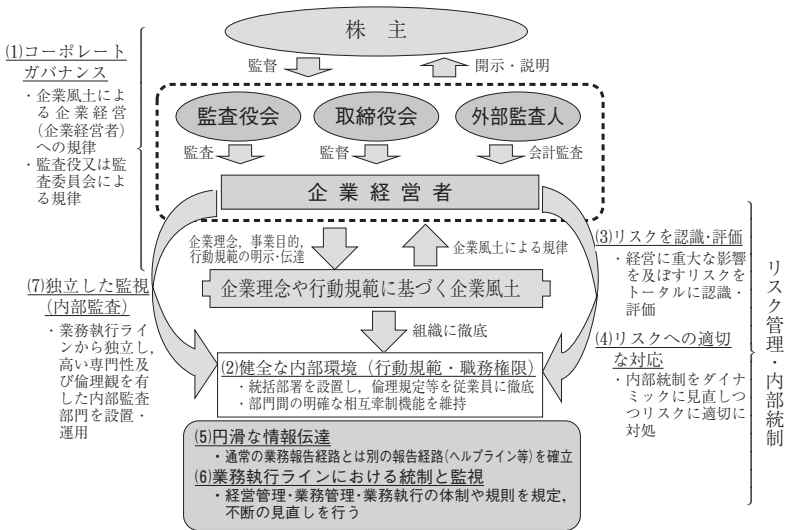 株 主
監督
開示・説明
(1)コーポレート
ガバナンス
・企業風土によ
る企業経営
(企業経営者)
への規律
・監査役又は監
査委員会によ
る規律
監査役会
取締役会
外部監査人
監査
監督
会計監査
企 業 経 営 者
企業理念，事業目的，
行動規範の明示・伝達
企業風土による規律
企業理念や行動規範に基づく企業風土
組織に徹底
(7)独立した監視
(内部監査)
・業務執行ライ
ンから独立し，
高い専門性及
び倫理観を有
した内部監査
部門を設置・
運用
(2)健全な内部環境（行動規範・職務権限）
・統括部署を設置し，倫理規定等を従業員に徹底
・部門間の明確な相互牽制機能を維持
(3)リスクを認識・評価
・経営に重大な影響
を及ぼすリスクを
トータルに認識・
評価
(4)リスクへの適切
な対応
・内部統制をダイナ
ミックに見直しつ
つリスクに適切に
対処
リスク管理・内部統制
(5)円滑な情報伝達
・通常の業務報告経路とは別の報告経路(ヘルプライン等)を確立
(6)業務執行ラインにおける統制と監視
・経営管理・業務管理・業務執行の体制や規則を規定，
不断の見直しを行う